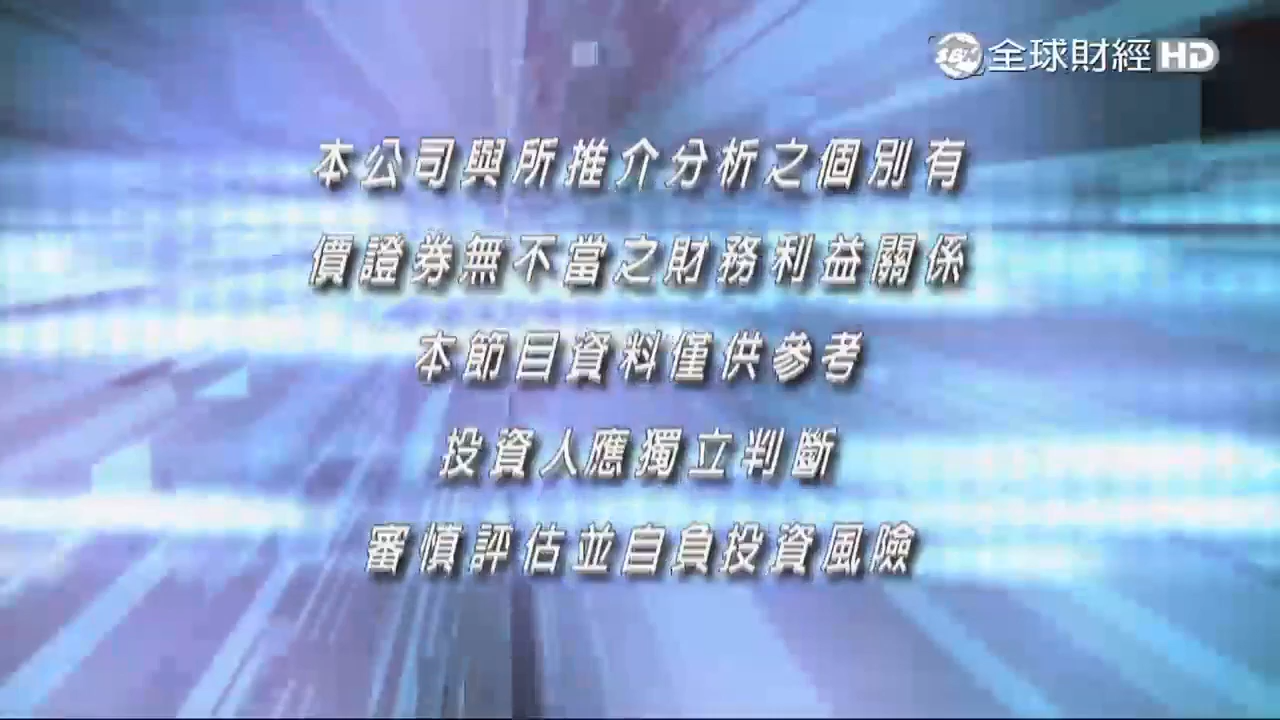 全球財經HD
本公司與所推介分析之個別有
價證券無不當之財務利益關係
本節目資料僅供參考
投資人應獨立判斷
審慎評估並自負投資風險